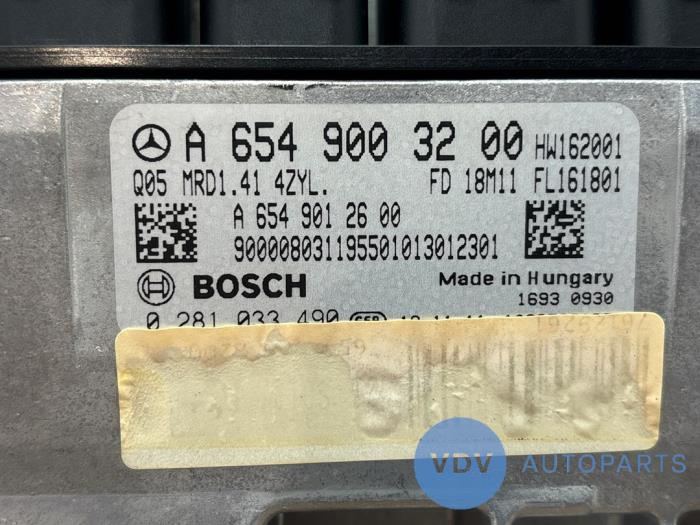 A 654 900 32 00 HW162001
Q05 MRD1.41 4ZYL. FD 18M11 FL161801
A 654 901 26 00
9000080311955010130123​01
BOSCH Made in Hungary
1693 0930
0 281 033 490
VDV AUTOPARTS